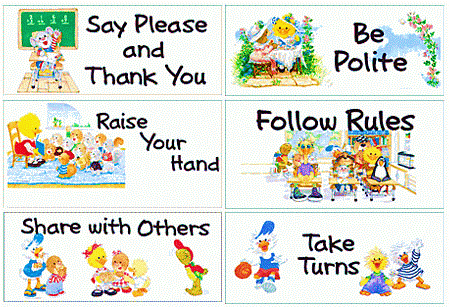 Say Please
and
Thank You
Be
Polite
Raise
Your
Hand
Follow Rules
Share with Others
Take
Turns